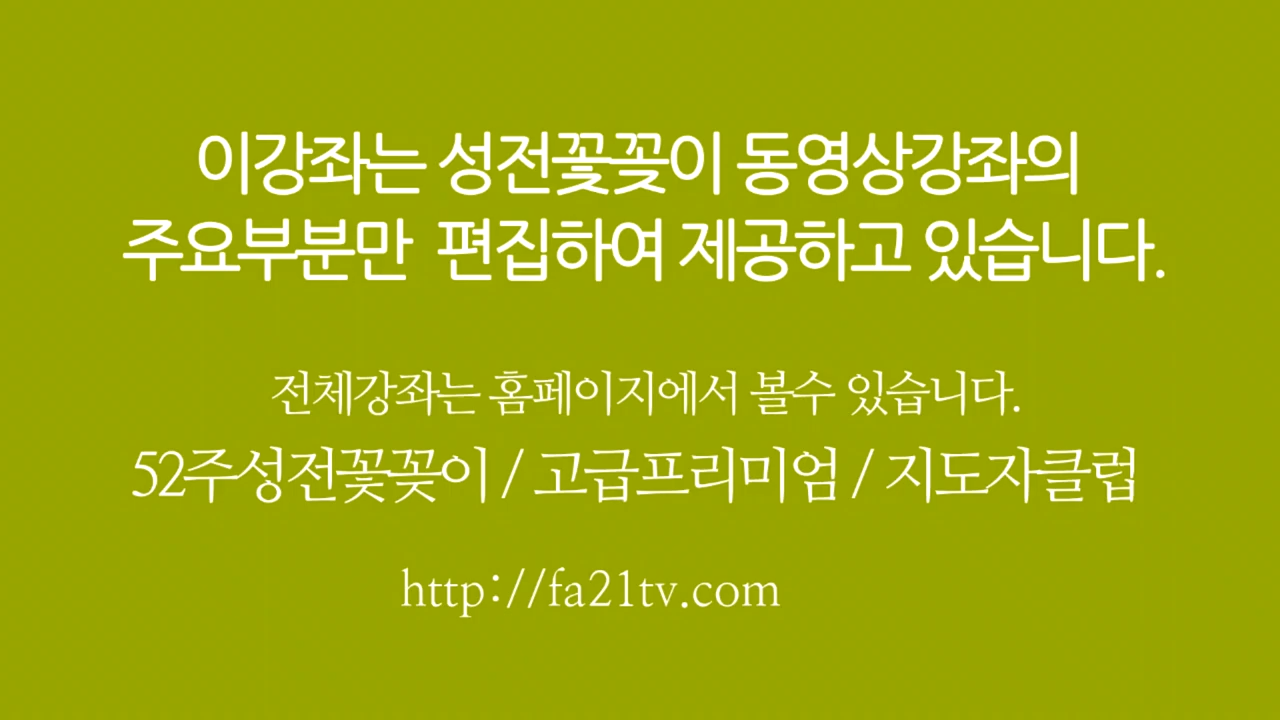 이강좌는 성전꽃꽂이 동영상강좌의
주요부분만 편집하여 제공하고 있습니다.
전체강좌는 홈페이지에서 볼수 있습니다.
52주성전꽃꽂이 / 고급프리미엄 / 지도자클럽
http://fa21tv.com